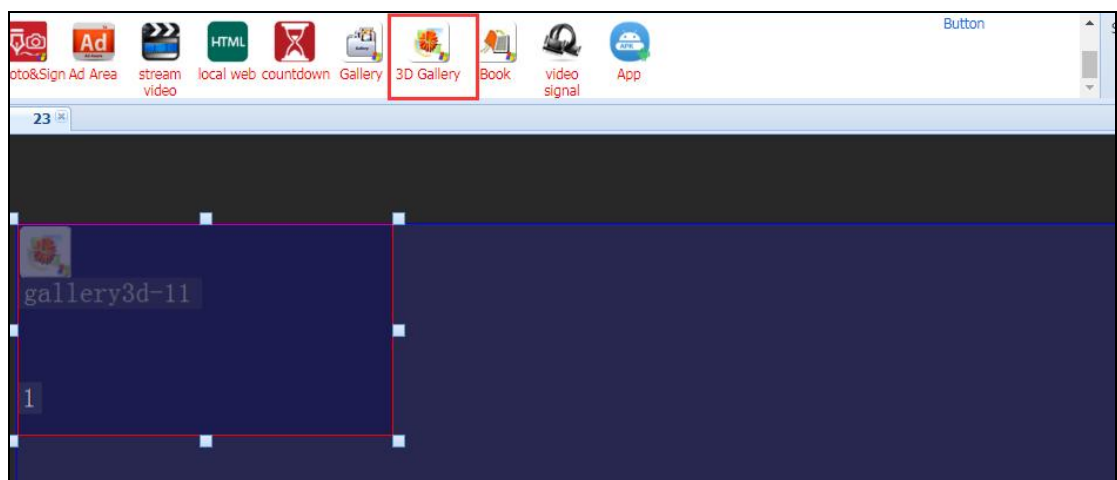 Button
Ad
HTML
APK
oto&Sign Ad Area stream video local web countdown Gallery 3D Gallery Book video signal App
23
gallery3d-11
1